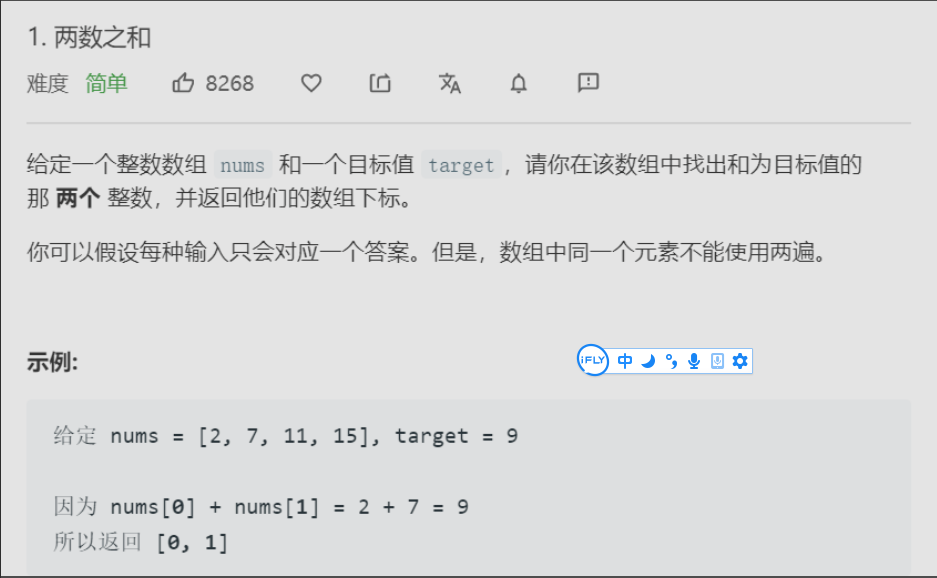 1. 两数之和
难度 简单 8268
给定一个整数数组 nums 和一个目标值 target，请你在该数组中找出和为目标值的
那 两个 整数，并返回他们的数组下标。
你可以假设每种输入只会对应一个答案。但是，数组中同一个元素不能使用两遍。
示例:
iFLY 中
给定 nums = [2, 7, 11, 15], target = 9
因为 nums[0] + nums[1] = 2 + 7 = 9
所以返回 [0, 1]